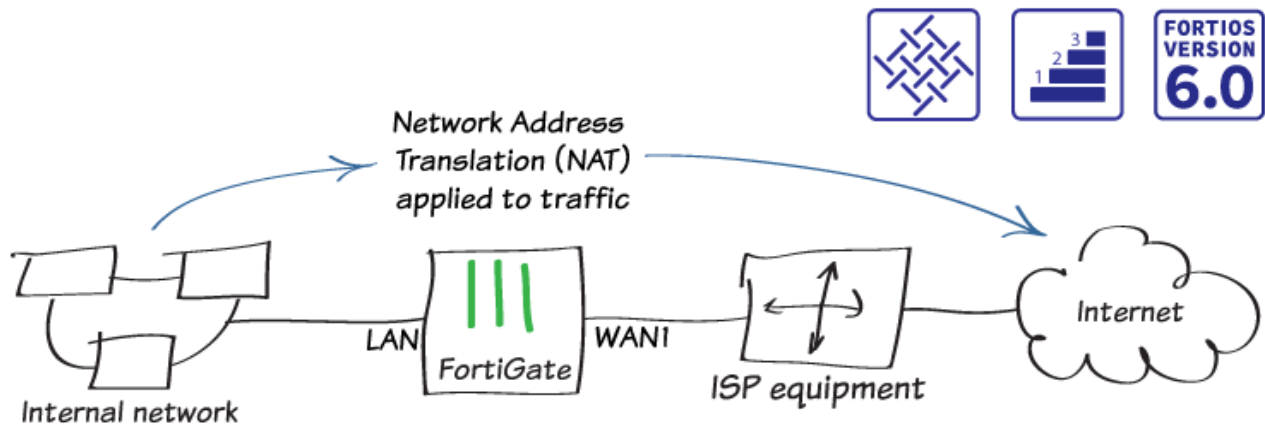 3
2
1
FORTIOS
VERSION
6.0
Network Address
Translation (NAT)
applied to traffic
LAN
FortiGate
WAN1
Internet
ISP equipment
Internal network